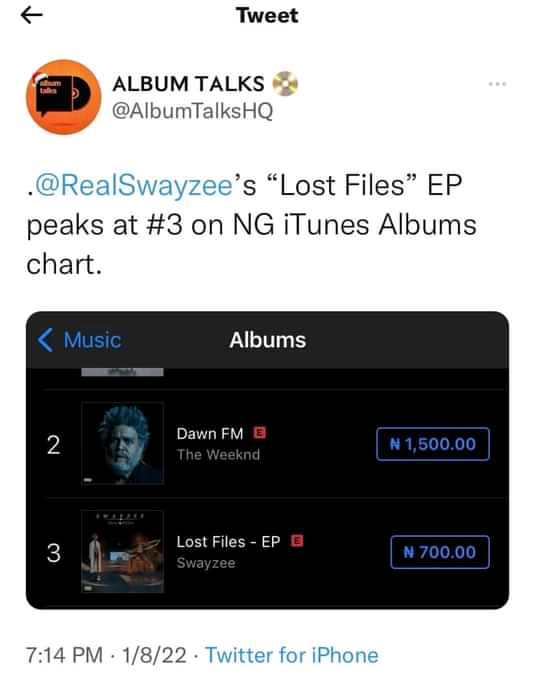 Tweet
album
talks
ALBUM TALKS
@AlbumTalksHQ
.@RealSwayzee’s “Lost Files” EP
peaks at #3 on NG iTunes Albums
chart.
Music
Albums
2
Dawn FM E
The Weeknd
₦ 1,500.00
SWAYZEE
3
Lost Files - EP E
Swayzee
₦ 700.00
7:14 PM · 1/8/22 · Twitter for iPhone